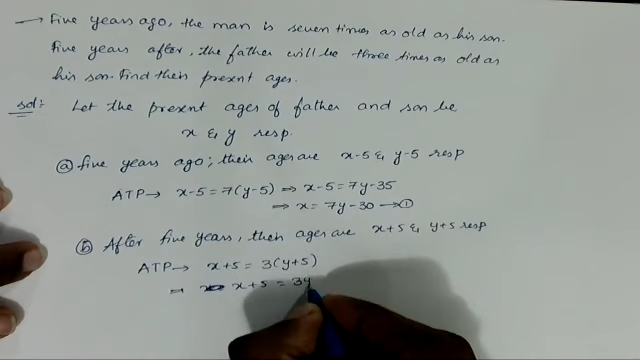 → Five years ago, the man is seven times as old as his son.
Five years after, the father will be three times as old as
his son. Find their present ages.
sol: Let the present ages of father and son be
x & y resp.
ⓐ five years ago; their ages are x-5 & y-5 resp
ATP → x-5 = 7(y-5) ⇒ x-5 = 7y-35
⇒ x = 7y-30 → ①
ⓑ After five years, their ages are x+5 & y+5 resp
ATP → x+5 = 3(y+5)
⇒ x+5 = 3y